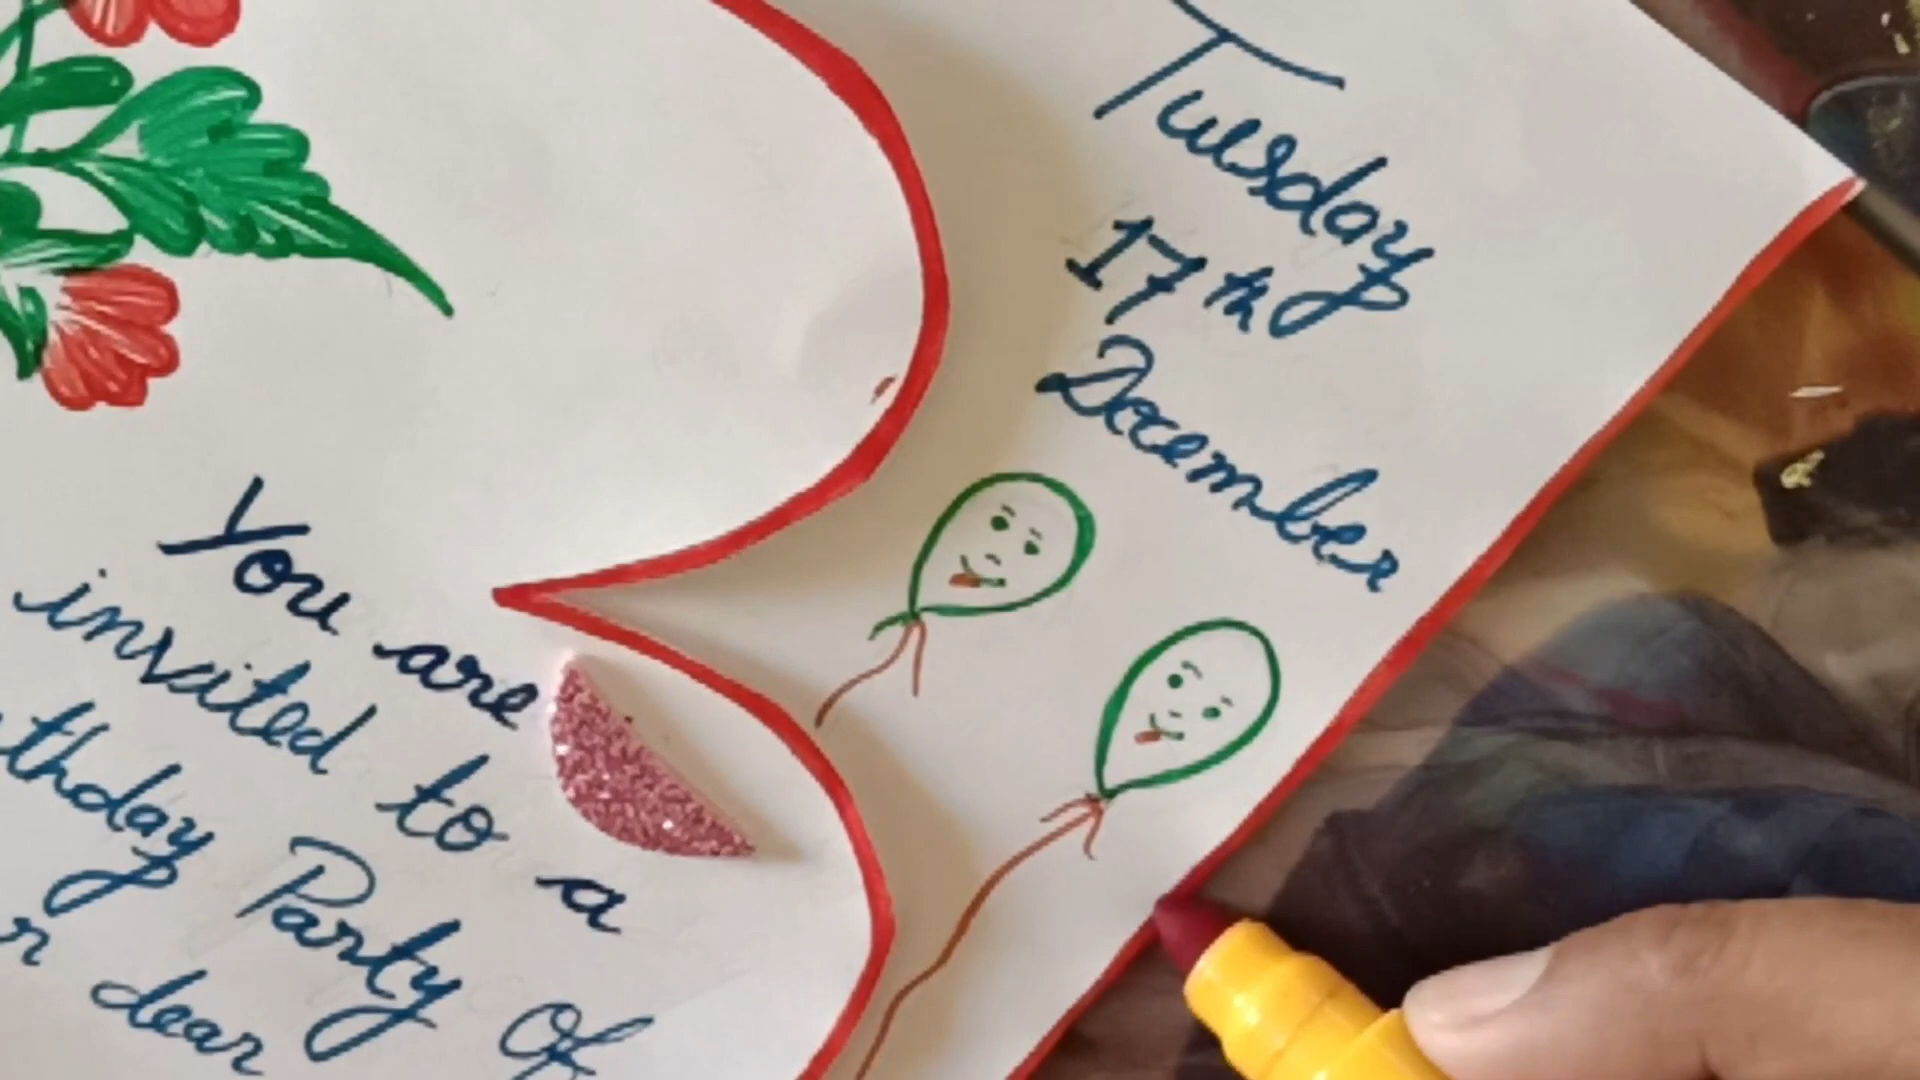 Tuesday
17th
December
You are
invited to a
thday Party Of
r dear